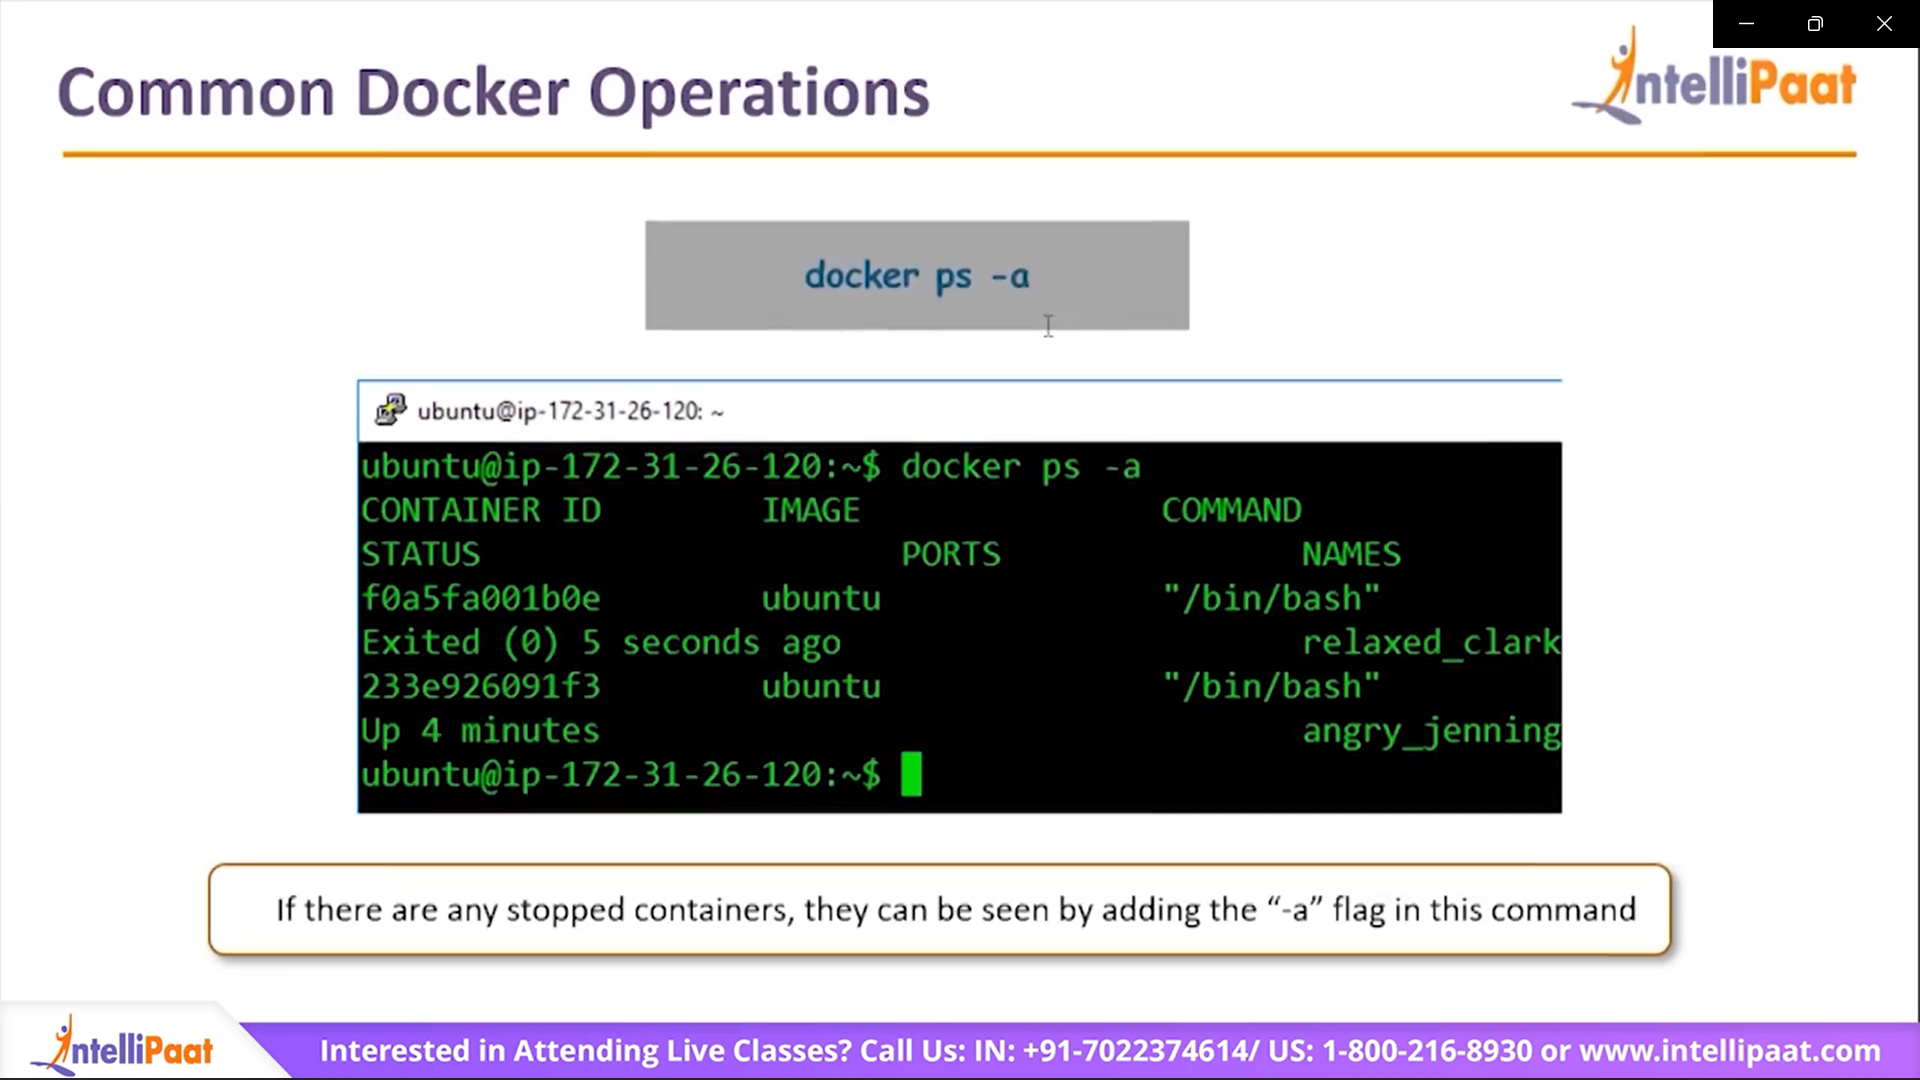 Common Docker Operations
IntelliPaat
docker ps -a
ubuntu@ip-172-31-26-120: ~
ubuntu@ip-172-31-26-120:~$ docker ps -a
CONTAINER ID IMAGE COMMAND
STATUS PORTS NAMES
f0a5fa001b0e ubuntu "/bin/bash"
Exited (0) 5 seconds ago relaxed_clark
233e926091f3 ubuntu "/bin/bash"
Up 4 minutes angry_jenning
ubuntu@ip-172-31-26-120:~$
If there are any stopped containers, they can be seen by adding the “-a” flag in this command
IntelliPaat
Interested in Attending Live Classes? Call Us: IN: +91-7022374614/ US: 1-800-216-8930 or www.intellipaat.com